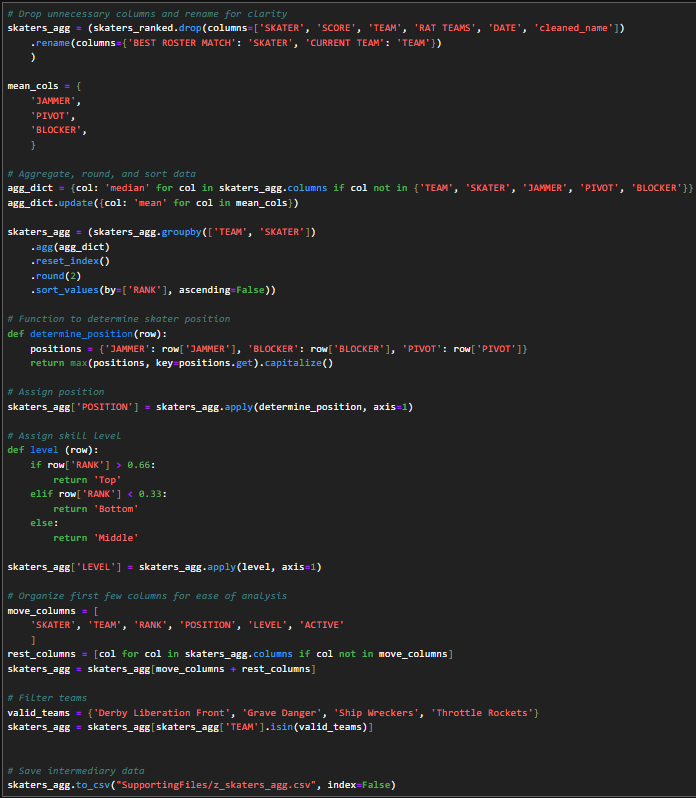 # Drop unnecessary columns and rename for clarity
skaters_agg = (skaters_ranked.drop(columns=['SKATER', 'SCORE', 'TEAM', 'RAT TEAMS', 'DATE', 'cleaned_name'])
    .rename(columns={'BEST ROSTER MATCH': 'SKATER', 'CURRENT TEAM': 'TEAM'})
    )

mean_cols = {
    'JAMMER',
    'PIVOT',
    'BLOCKER',
    }

# Aggregate, round, and sort data
agg_dict = {col: 'median' for col in skaters_agg.columns if col not in {'TEAM', 'SKATER', 'JAMMER', 'PIVOT', 'BLOCKER'}}
agg_dict.update({col: 'mean' for col in mean_cols})

skaters_agg = (skaters_agg.groupby(['TEAM', 'SKATER'])
    .agg(agg_dict)
    .reset_index()
    .round(2)
    .sort_values(by=['RANK'], ascending=False))

# Function to determine skater position
def determine_position(row):
    positions = {'JAMMER': row['JAMMER'], 'BLOCKER': row['BLOCKER'], 'PIVOT': row['PIVOT']}
    return max(positions, key=positions.get).capitalize()

# Assign position
skaters_agg['POSITION'] = skaters_agg.apply(determine_position, axis=1)

# Assign skill level
def level (row):
    if row['RANK'] > 0.66:
        return 'Top'
    elif row['RANK'] < 0.33:
        return 'Bottom'
    else:
        return 'Middle'

skaters_agg['LEVEL'] = skaters_agg.apply(level, axis=1)

# Organize first few columns for ease of analysis
move_columns = [
    'SKATER', 'TEAM', 'RANK', 'POSITION', 'LEVEL', 'ACTIVE'
    ]
rest_columns = [col for col in skaters_agg.columns if col not in move_columns]
skaters_agg = skaters_agg[move_columns + rest_columns]

# Filter teams
valid_teams = {'Derby Liberation Front', 'Grave Danger', 'Ship Wreckers', 'Throttle Rockets'}
skaters_agg = skaters_agg[skaters_agg['TEAM'].isin(valid_teams)]

# Save intermediary data
skaters_agg.to_csv("SupportingFiles/z_skaters_agg.csv", index=False)